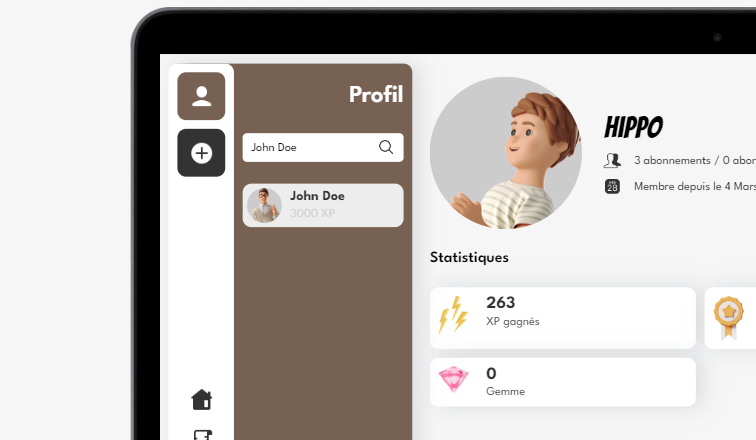 Profil
John Doe
John Doe
3000 XP
HIPPO
3 abonnements / 0 abon
Membre depuis le 4 Mars
28
Statistiques
263
XP gagnés
0
Gemme